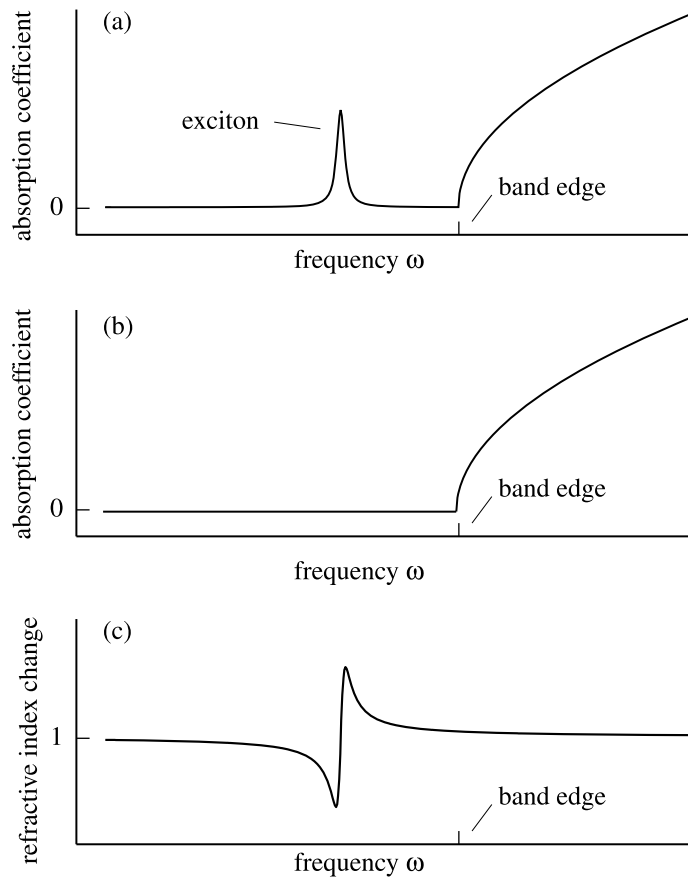 (a)
absorption coefficient
exciton
0
band edge
frequency ω
(b)
absorption coefficient
0
band edge
frequency ω
(c)
refractive index change
1
band edge
frequency ω